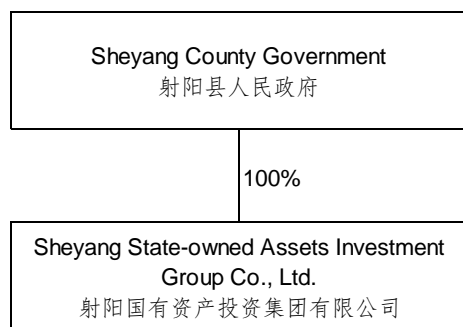 Sheyang County Government
射阳县人民政府
100%
Sheyang State-owned Assets Investment
Group Co., Ltd.
射阳国有资产投资集团有限公司